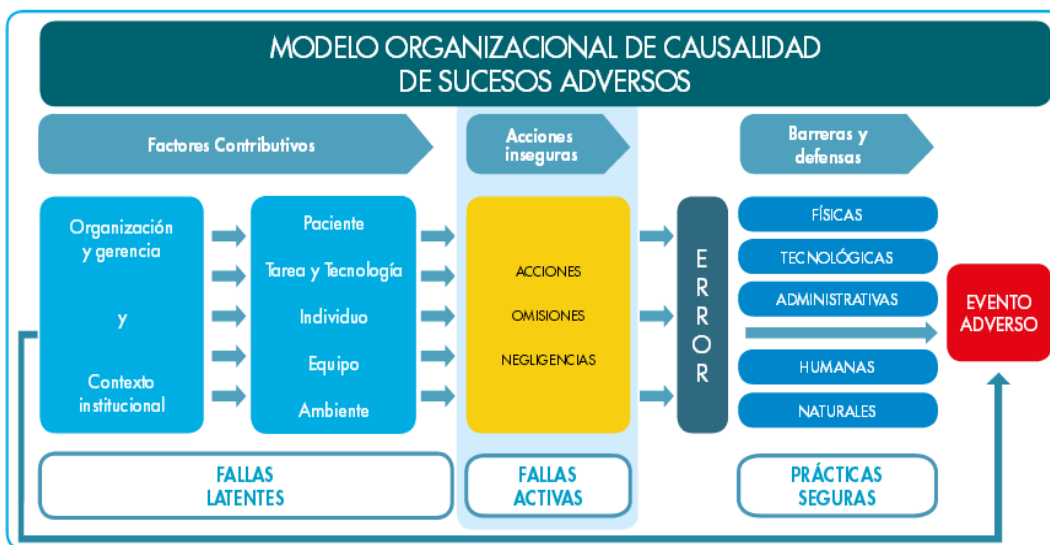 MODELO ORGANIZACIONAL DE CAUSALIDAD
DE SUCESOS ADVERSOS
Factores Contributivos
Acciones
inseguras
Barreras y
defensas
Organización
y gerencia
y
Contexto
institucional
Paciente
Tarea y Tecnología
Individuo
Equipo
Ambiente
ACCIONES
OMISIONES
NEGLIGENCIAS
ERROR
FÍSICAS
TECNOLÓGICAS
ADMINISTRATIVAS
HUMANAS
NATURALES
EVENTO
ADVERSO
FALLAS
LATENTES
FALLAS
ACTIVAS
PRÁCTICAS
SEGURAS